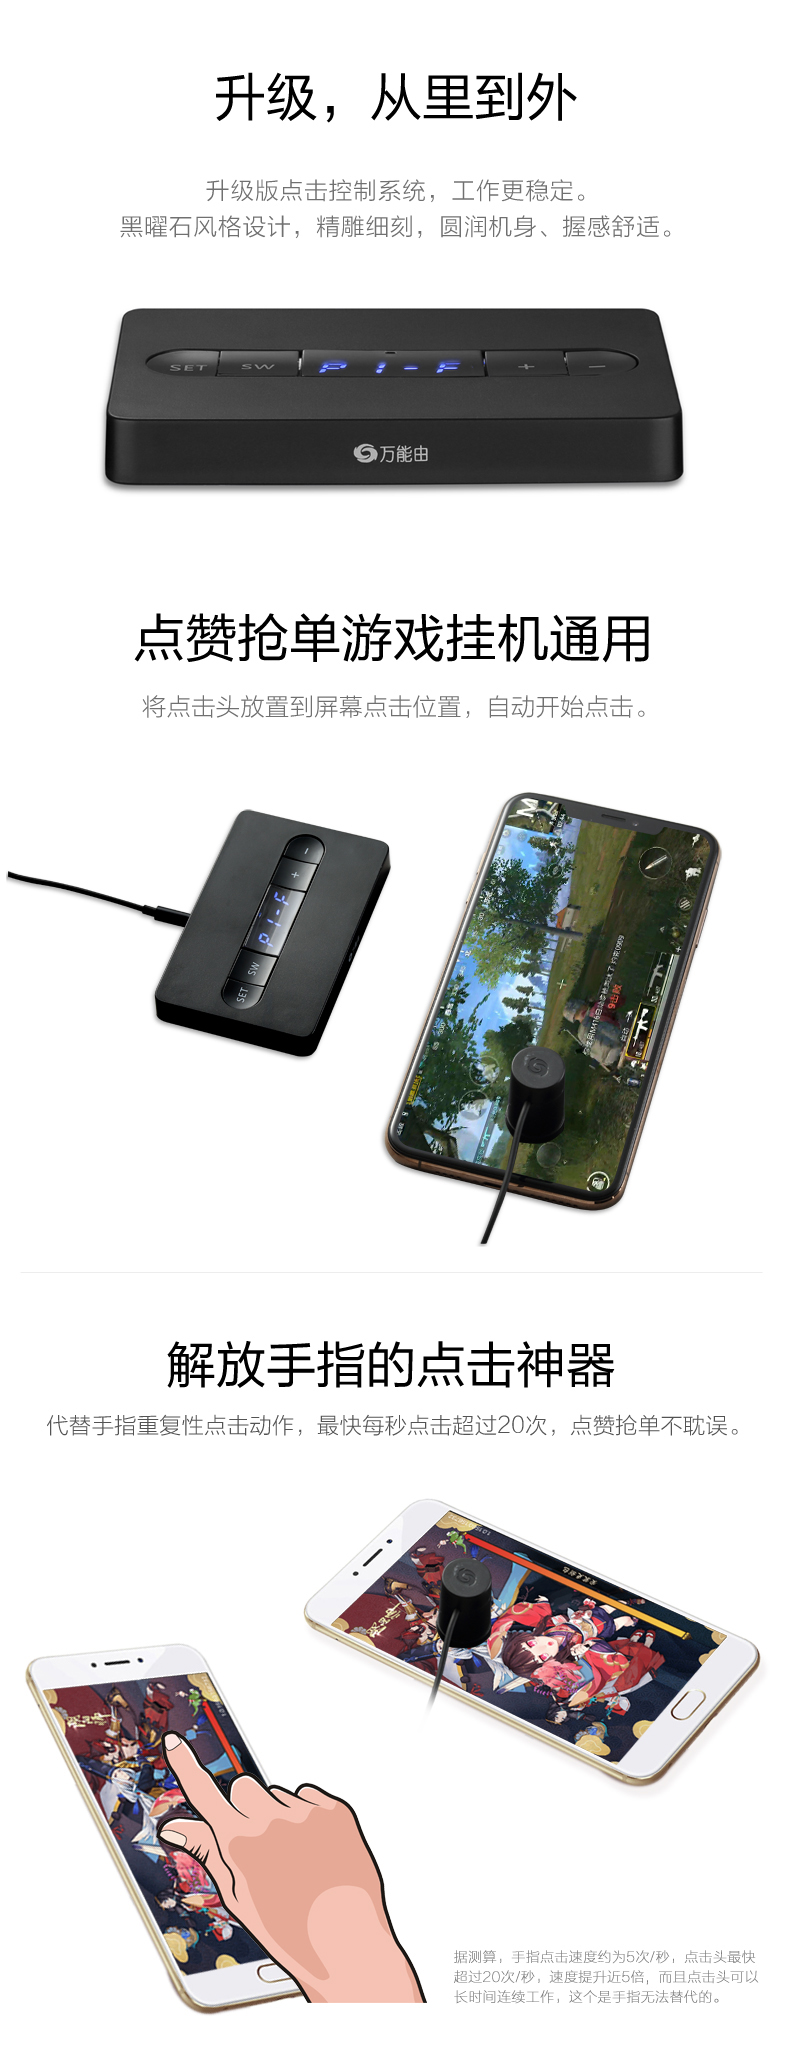 升级，从里到外
升级版点击控制系统，工作更稳定。
黑曜石风格设计，精雕细刻，圆润机身、握感舒适。
SET SW P1-F + −
万能由
点赞抢单游戏挂机通用
将点击头放置到屏幕点击位置，自动开始点击。
− + P1-F SW SET
解放手指的点击神器
代替手指重复性点击动作，最快每秒点击超过20次，点赞抢单不耽误。
据测算，手指点击速度约为5次/秒，点击头最快
超过20次/秒，速度提升近5倍，而且点击头可以
长时间连续工作，这个是手指无法替代的。